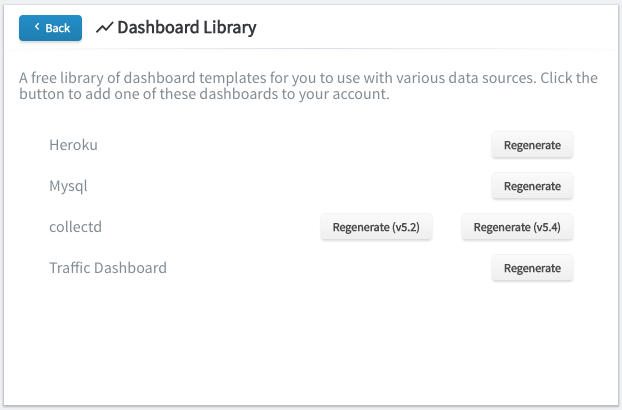 Back
Dashboard Library
A free library of dashboard templates for you to use with various data sources. Click the
button to add one of these dashboards to your account.
Heroku Regenerate
Mysql Regenerate
collectd Regenerate (v5.2) Regenerate (v5.4)
Traffic Dashboard Regenerate